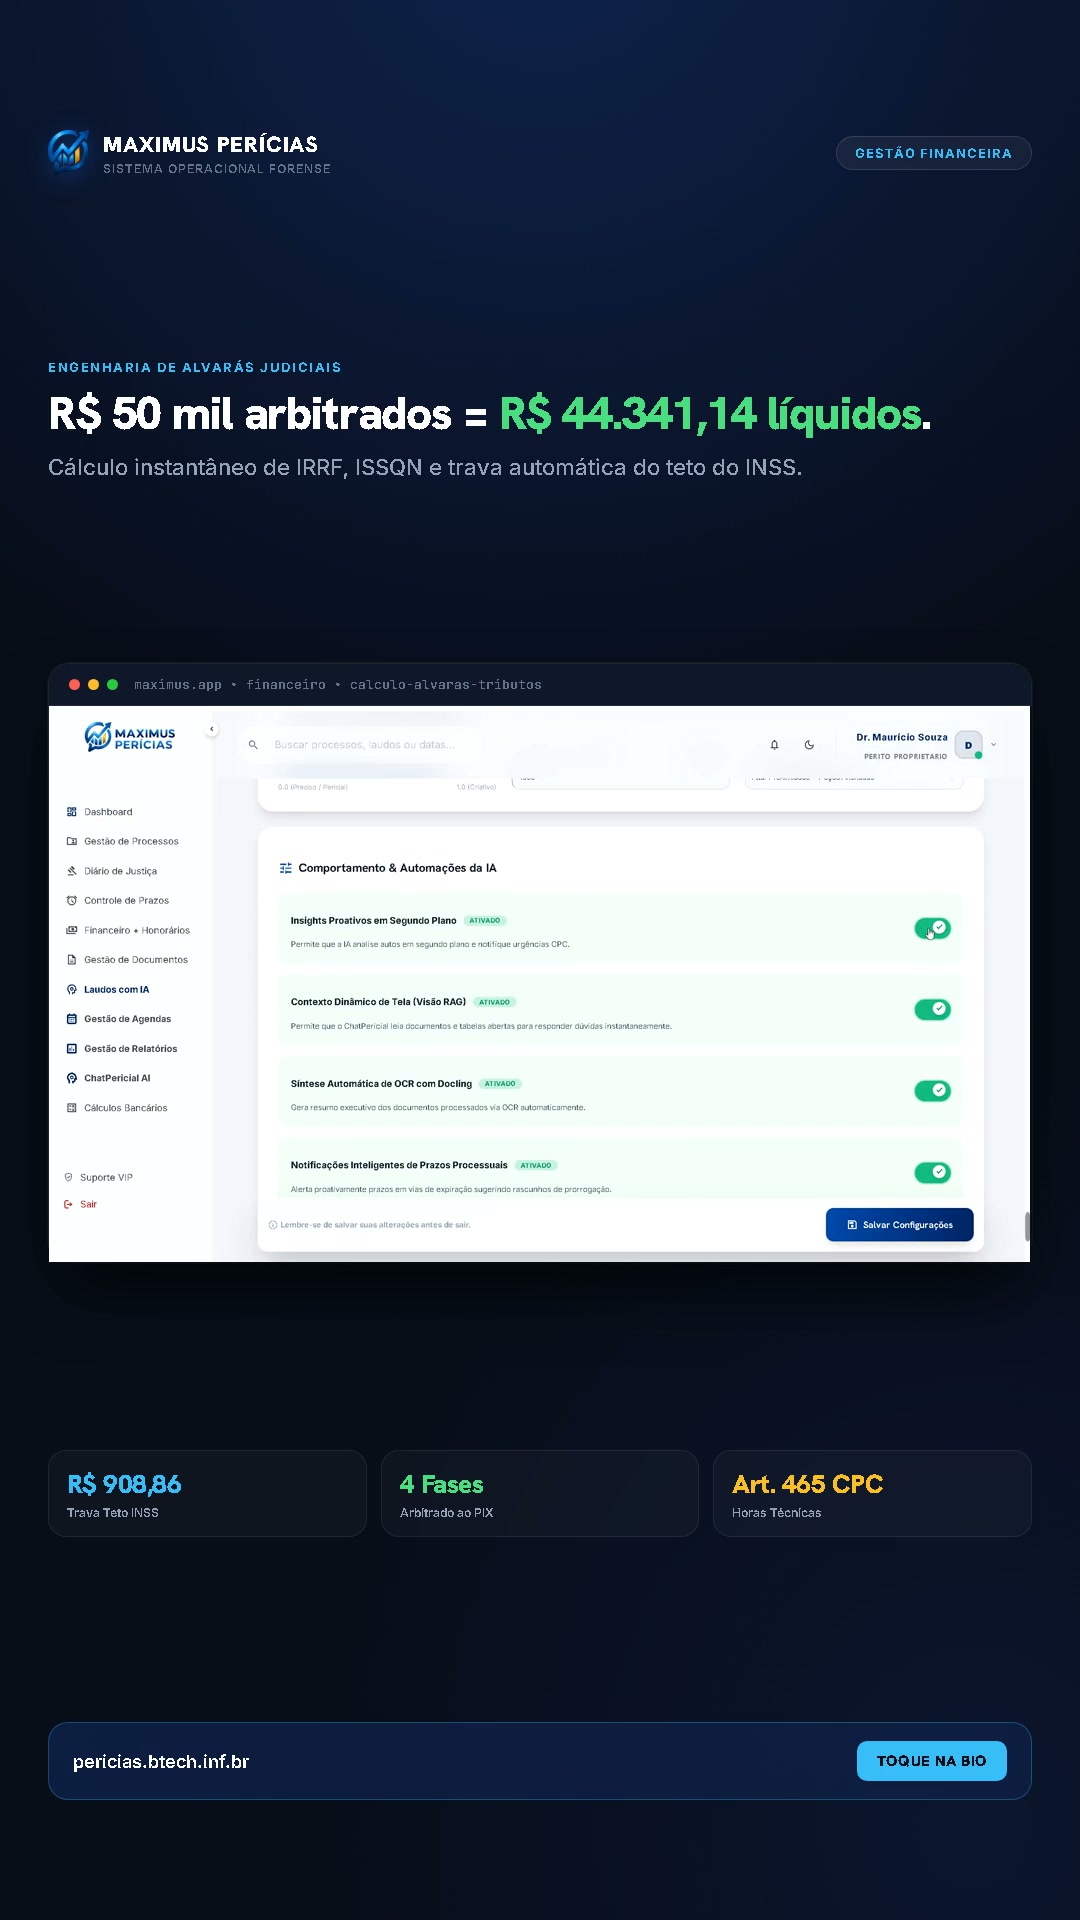 MAXIMUS PERÍCIAS
SISTEMA OPERACIONAL FORENSE
GESTÃO FINANCEIRA
ENGENHARIA DE ALVARÁS JUDICIAIS
R$ 50 mil arbitrados = R$ 44.341,14 líquidos.
Cálculo instantâneo de IRRF, ISSQN e trava automática do teto do INSS.
maximus.app • financeiro • calculo-alvaras-tributos
MAXIMUS
PERÍCIAS
Buscar processos, laudos ou datas...
Dr. Maurício Souza
PERITO PROPRIETARIO
D
0.0 (Preciso / Pericial)
1.0 (Criativo)
Dashboard
Gestão de Processos
Diário de Justiça
Controle de Prazos
Financeiro + Honorários
Gestão de Documentos
Laudos com IA
Gestão de Agendas
Gestão de Relatórios
ChatPericial AI
Cálculos Bancários
Suporte VIP
Sair
Comportamento & Automações da IA
Insights Proativos em Segundo Plano ATIVADO
Permite que a IA analise autos em segundo plano e notifique urgências CPC.
Contexto Dinâmico de Tela (Visão RAG) ATIVADO
Permite que o ChatPericial leia documentos e tabelas abertas para responder dúvidas instantaneamente.
Síntese Automática de OCR com Docling ATIVADO
Gera resumo executivo dos documentos processados via OCR automaticamente.
Notificações Inteligentes de Prazos Processuais ATIVADO
Alerta proativamente prazos em vias de expiração sugerindo rascunhos de prorrogação.
Lembre-se de salvar suas alterações antes de sair.
Salvar Configurações
R$ 908,86
Trava Teto INSS
4 Fases
Arbitrado ao PIX
Art. 465 CPC
Horas Técnicas
pericias.btech.inf.br
TOQUE NA BIO